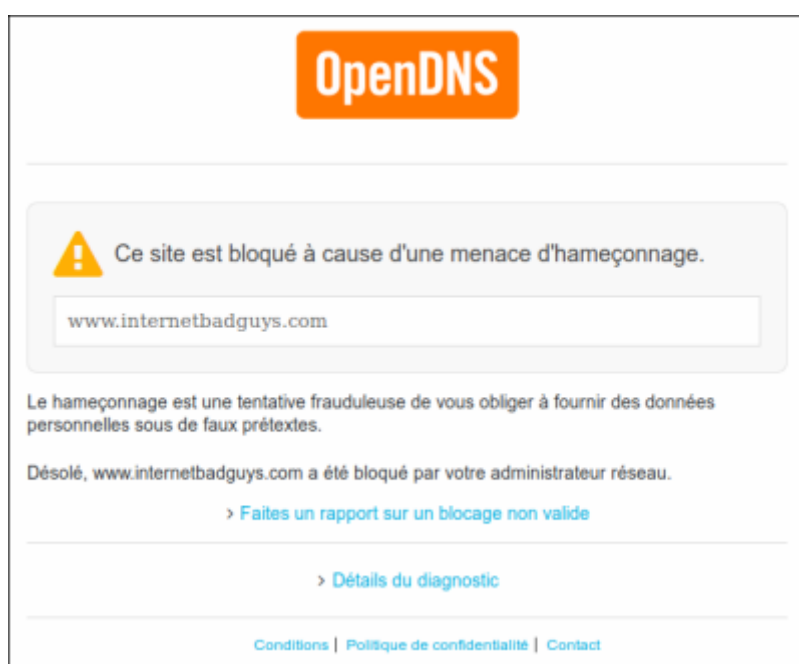 OpenDNS
Ce site est bloqué à cause d'une menace d'hameçonnage.
www.internetbadguys.com
Le hameçonnage est une tentative frauduleuse de vous obliger à fournir des données
personnelles sous de faux prétextes.
Désolé, www.internetbadguys.com a été bloqué par votre administrateur réseau.
> Faites un rapport sur un blocage non valide
> Détails du diagnostic
Conditions | Politique de confidentialité | Contact